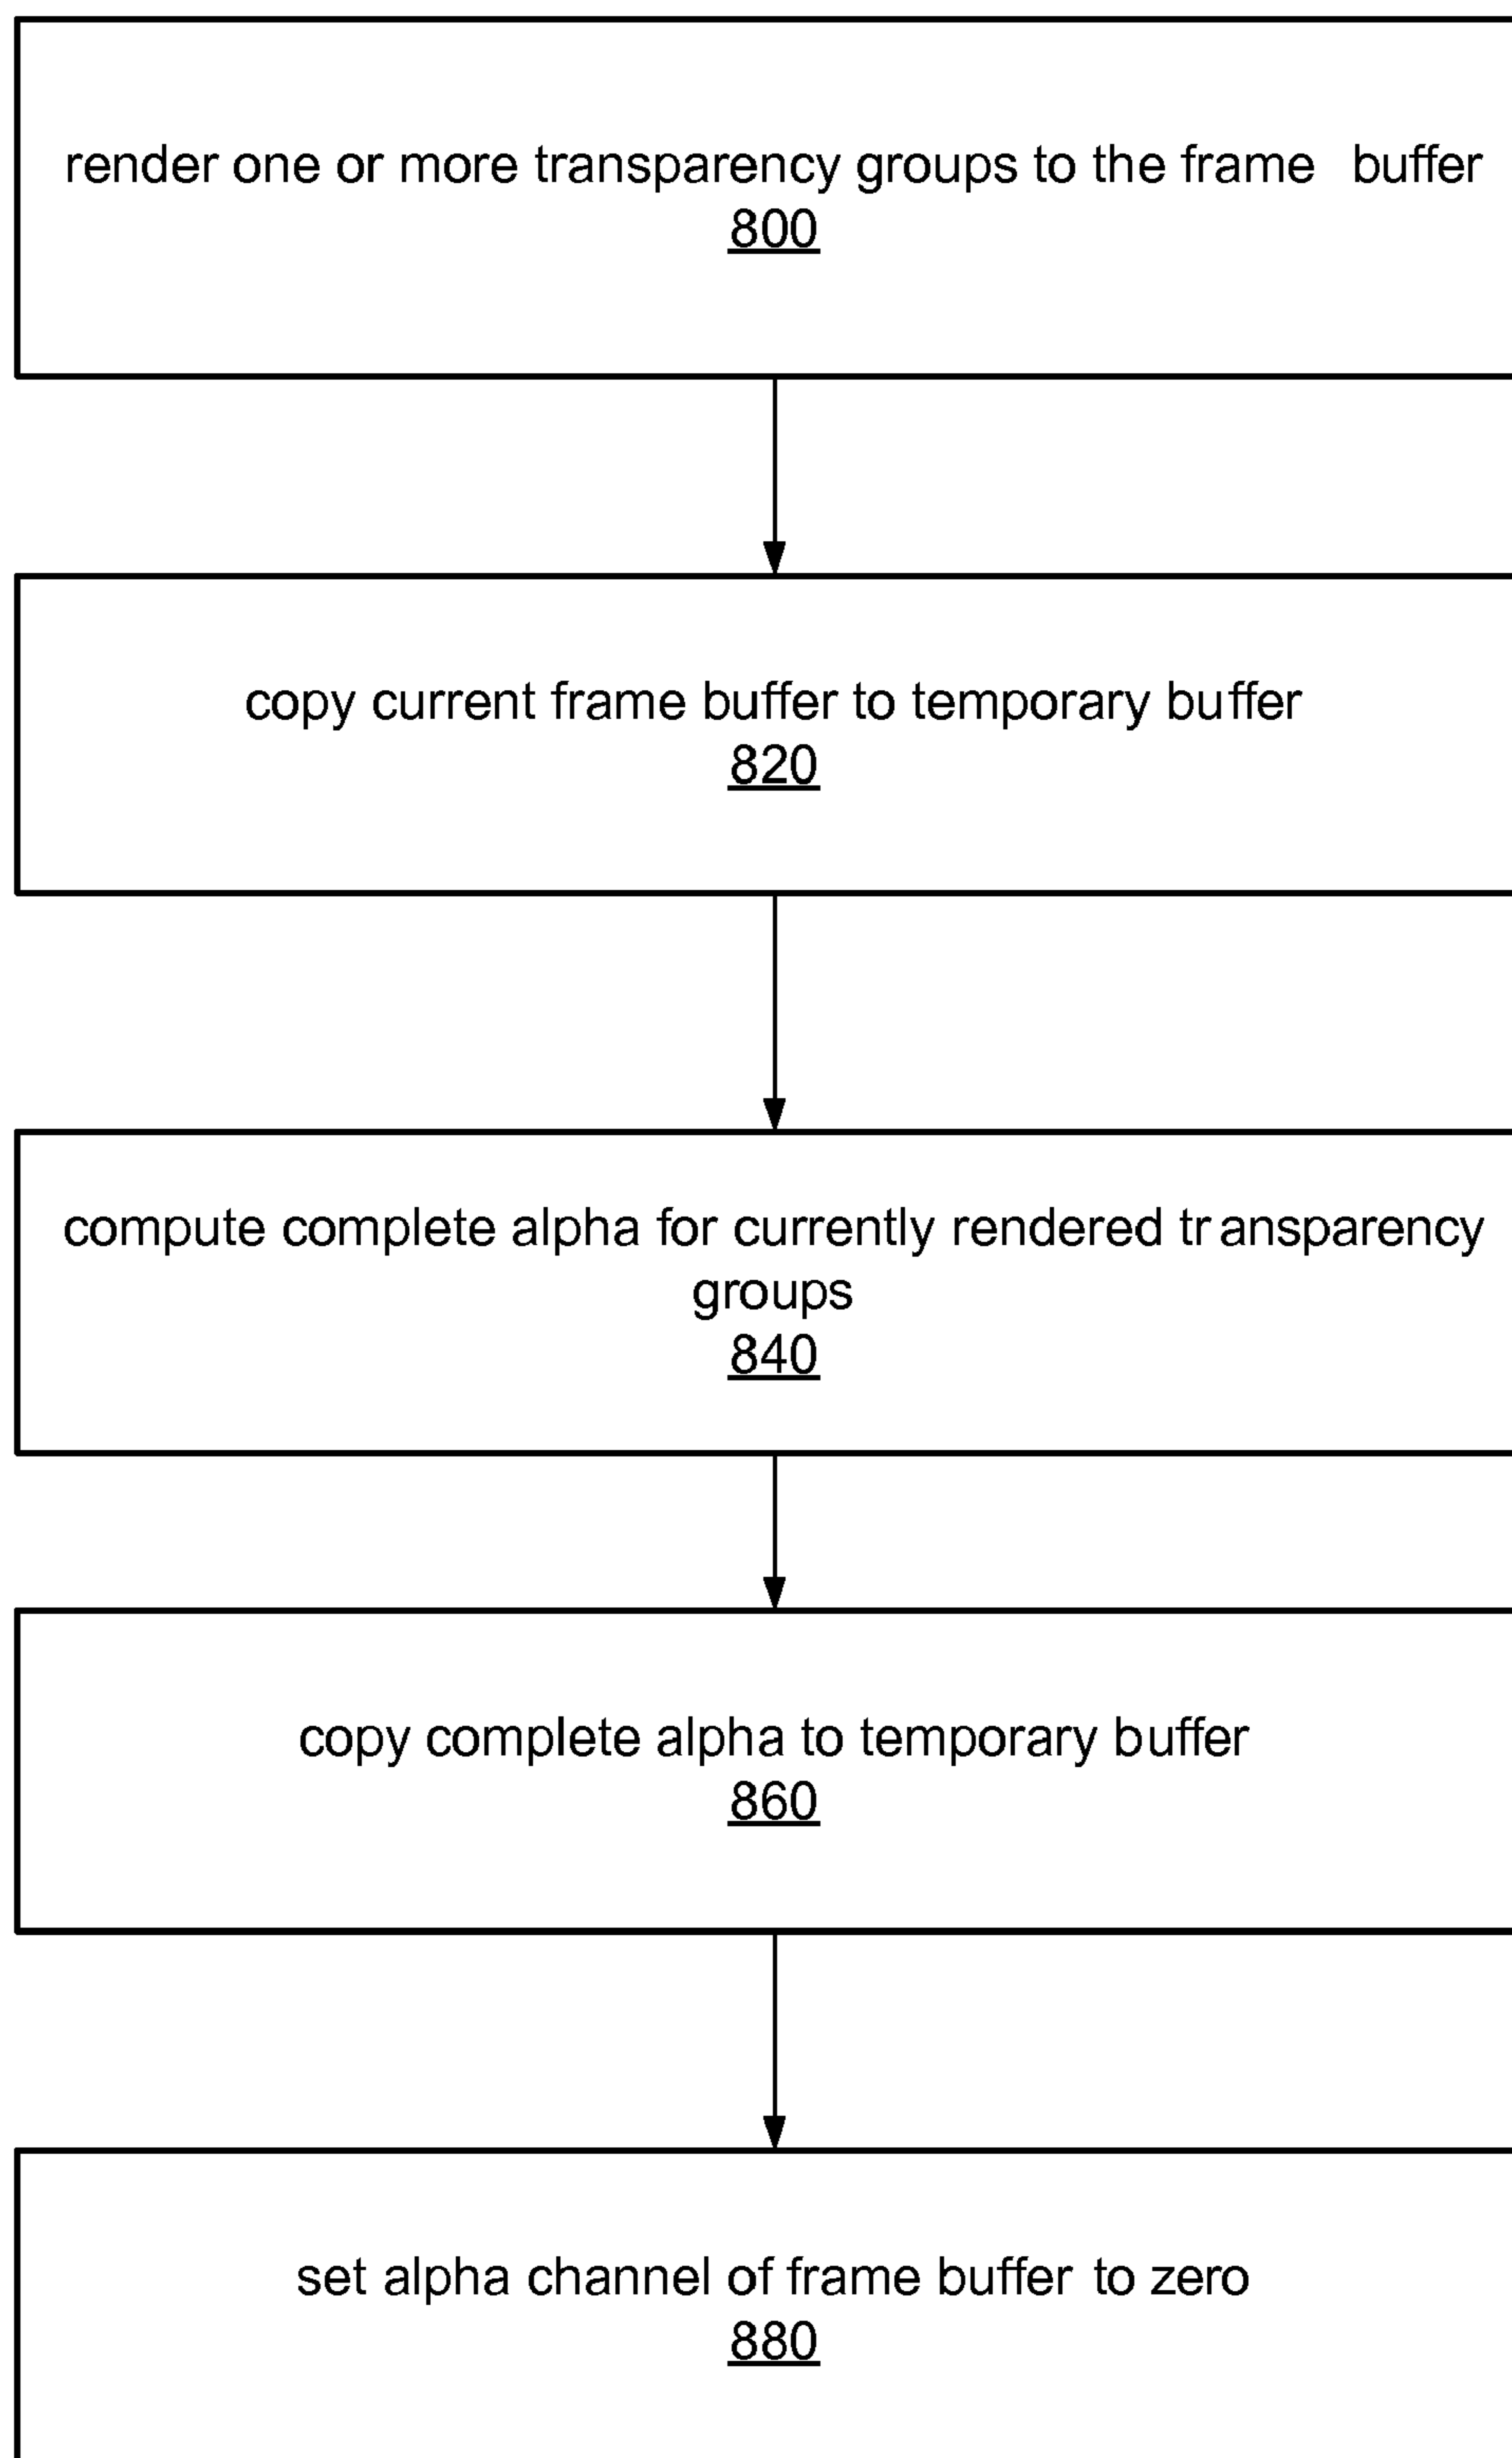 render one or more transparency groups to the frame buffer
800
copy current frame buffer to temporary buffer
820
compute complete alpha for currently rendered transparency
groups
840
copy complete alpha to temporary buffer
860
set alpha channel of frame buffer to zero
880